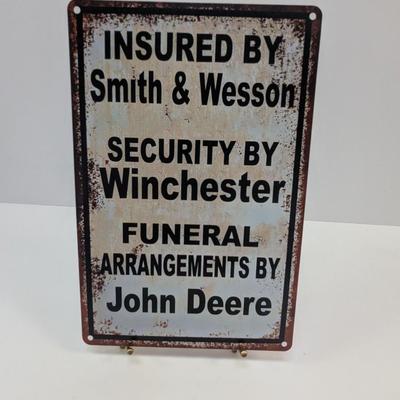 INSURED BY
Smith & Wesson
SECURITY BY
Winchester
FUNERAL
ARRANGEMENTS BY
John Deere